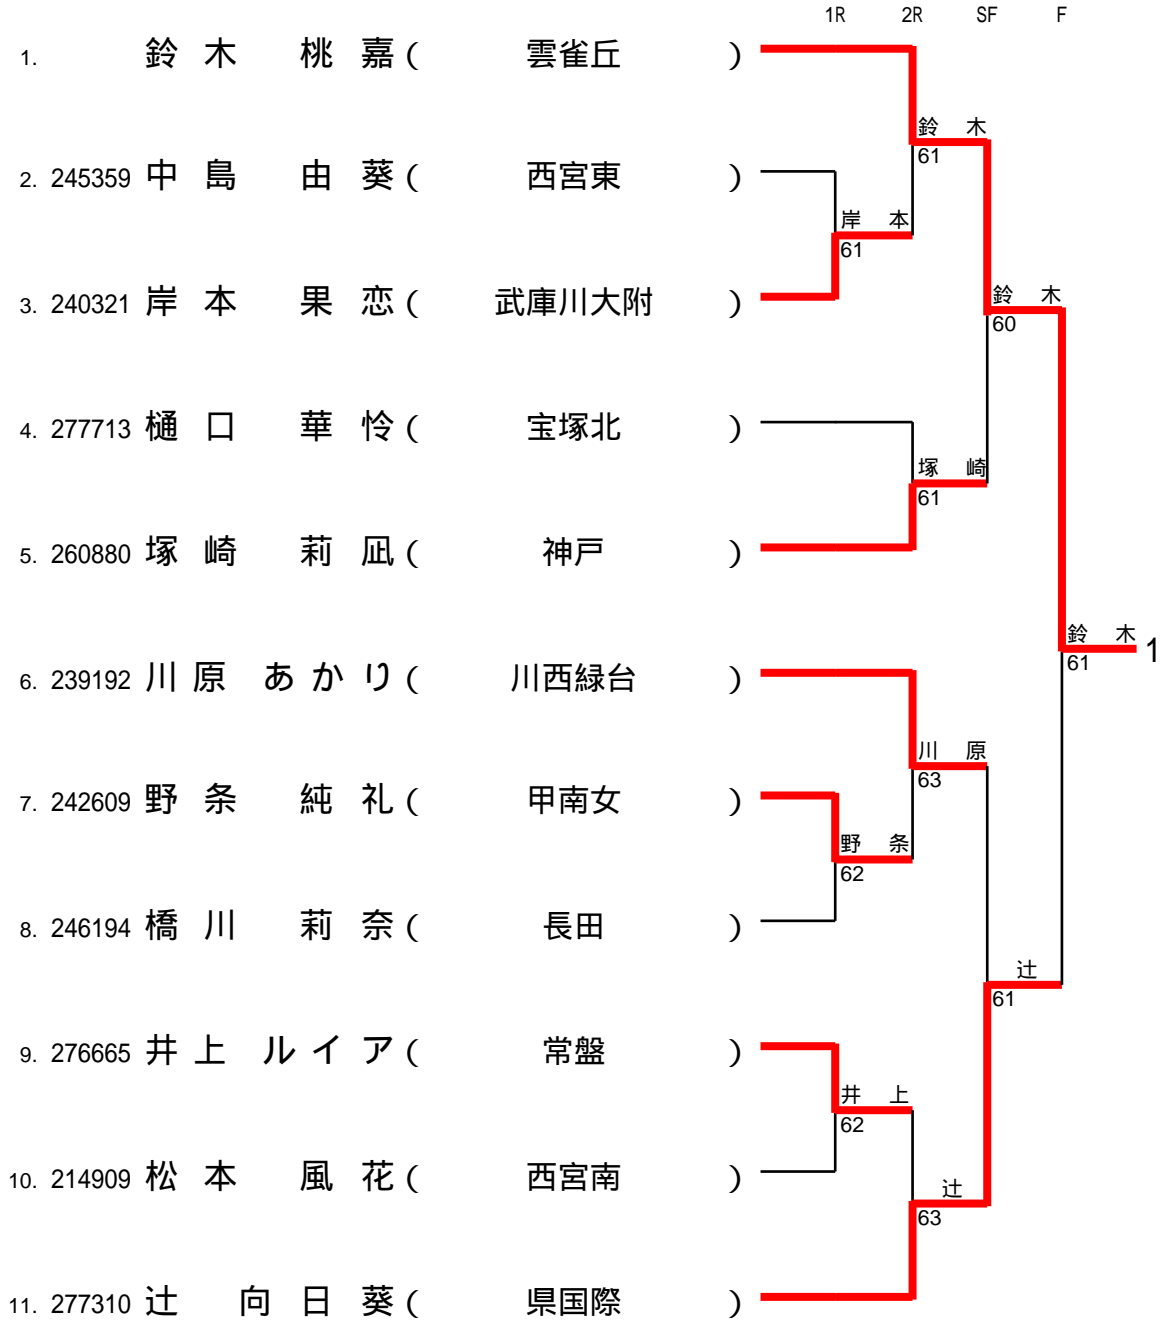 1R 2R SF F
1. 鈴木 桃嘉 ( 雲雀丘 )
鈴木
61
2. 245359 中島 由葵 ( 西宮東 )
岸本
61
3. 240321 岸本 果恋 ( 武庫川大附 )
鈴木
60
4. 277713 樋口 華怜 ( 宝塚北 )
塚崎
61
5. 260880 塚崎 莉凪 ( 神戸 )
鈴木 1
61
6. 239192 川原 あかり ( 川西緑台 )
川原
63
7. 242609 野条 純礼 ( 甲南女 )
野条
62
8. 246194 橋川 莉奈 ( 長田 )
辻
61
9. 276665 井上 ルイア ( 常盤 )
井上
62
10. 214909 松本 風花 ( 西宮南 )
辻
63
11. 277310 辻 向日葵 ( 県国際 )